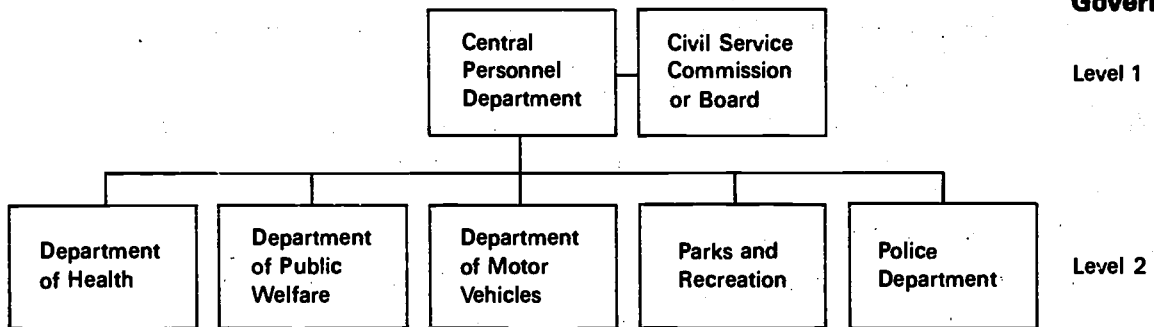 Central
Personnel
Department
Civil Service
Commission
or Board
Level 1
Department
of Health
Department
of Public
Welfare
Department
of Motor
Vehicles
Parks and
Recreation
Police
Department
Level 2